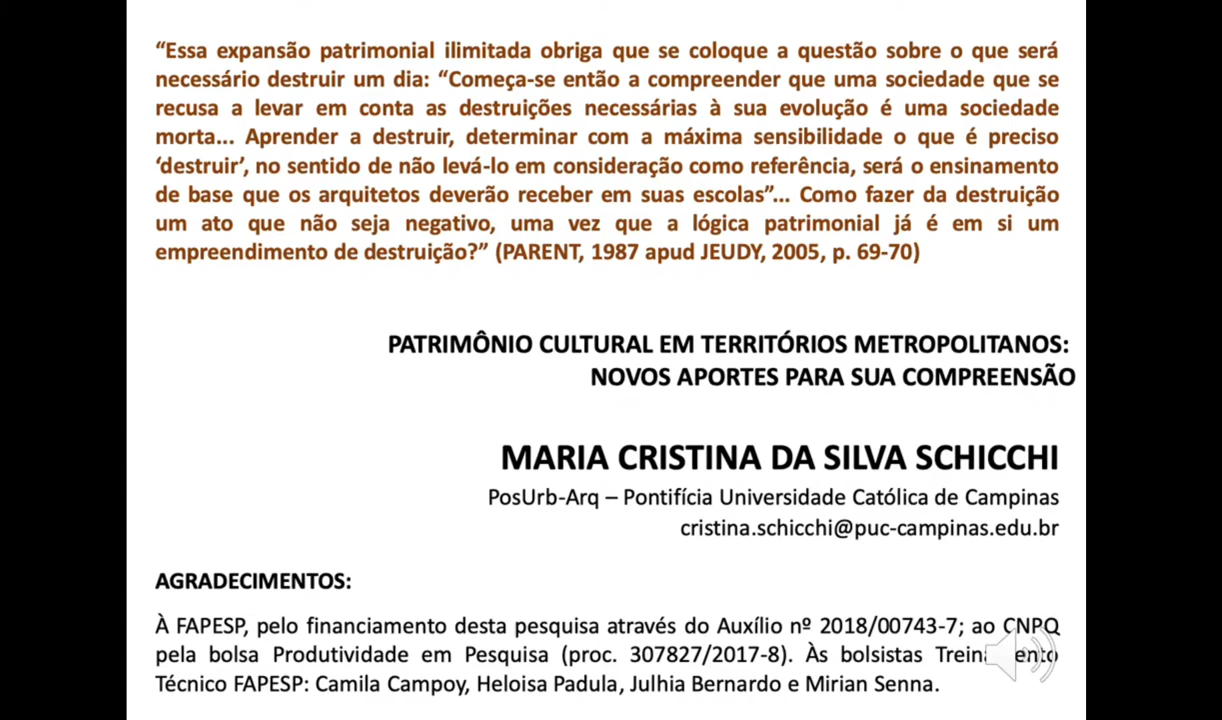 “Essa expansão patrimonial ilimitada obriga que se coloque a questão sobre o que será
necessário destruir um dia: “Começa-se então a compreender que uma sociedade que se
recusa a levar em conta as destruições necessárias à sua evolução é uma sociedade
morta... Aprender a destruir, determinar com a máxima sensibilidade o que é preciso
‘destruir’, no sentido de não levá-lo em consideração como referência, será o ensinamento
de base que os arquitetos deverão receber em suas escolas”... Como fazer da destruição
um ato que não seja negativo, uma vez que a lógica patrimonial já é em si um
empreendimento de destruição?” (PARENT, 1987 apud JEUDY, 2005, p. 69-70)
PATRIMÔNIO CULTURAL EM TERRITÓRIOS METROPOLITANOS:
NOVOS APORTES PARA SUA COMPREENSÃO
MARIA CRISTINA DA SILVA SCHICCHI
PosUrb-Arq – Pontifícia Universidade Católica de Campinas
cristina.schicchi@puc-campinas.edu.br
AGRADECIMENTOS:
À FAPESP, pelo financiamento desta pesquisa através do Auxílio nº 2018/00743-7; ao CNPQ
pela bolsa Produtividade em Pesquisa (proc. 307827/2017-8). Às bolsistas Treinamento
Técnico FAPESP: Camila Campoy, Heloisa Padula, Julhia Bernardo e Mirian Senna.